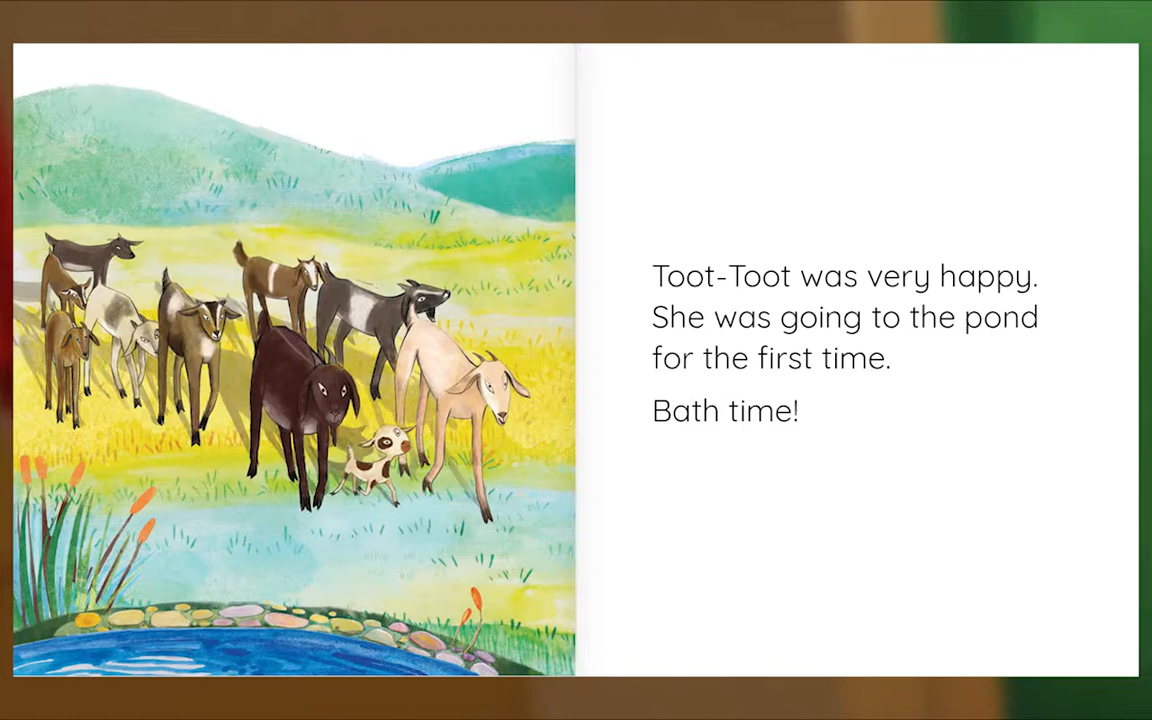 Toot-Toot was very happy.
She was going to the pond
for the first time.
Bath time!